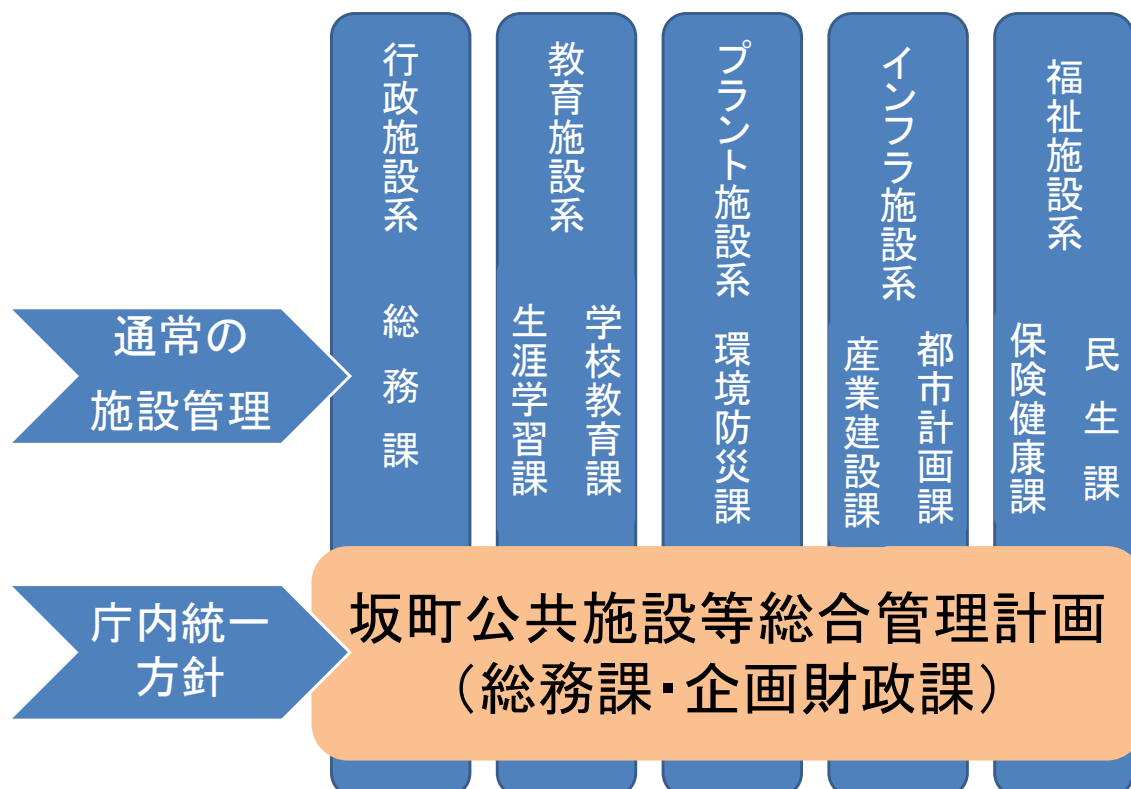 行政施設系
総務課
教育施設系
学校教育課
生涯学習課
プラント施設系
環境防災課
インフラ施設系
都市計画課
産業建設課
福祉施設系
民生課
保険健康課
通常の
施設管理
庁内統一
方針
坂町公共施設等総合管理計画
（総務課・企画財政課）